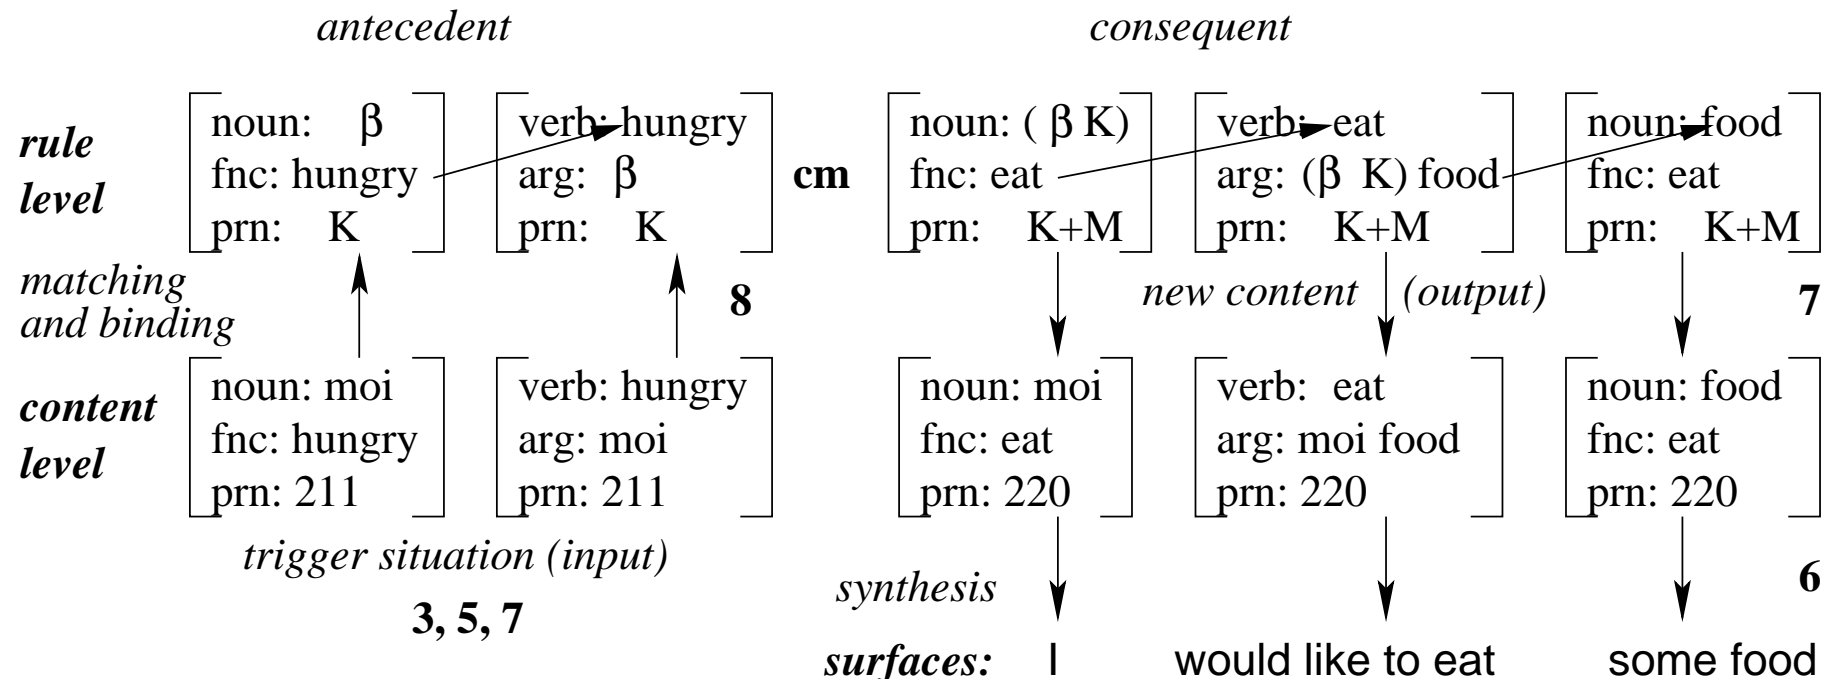 antecedent
consequent
rule level
noun: β
fnc: hungry
prn: K
verb: hungry
arg: β
prn: K
cm
noun: ( β K)
fnc: eat
prn: K+M
verb: eat
arg: (β K) food
prn: K+M
noun: food
fnc: eat
prn: K+M
matching
and binding
8
new content (output)
7
content
level
noun: moi
fnc: hungry
prn: 211
verb: hungry
arg: moi
prn: 211
noun: moi
fnc: eat
prn: 220
verb: eat
arg: moi food
prn: 220
noun: food
fnc: eat
prn: 220
trigger situation (input)
3, 5, 7
synthesis
6
surfaces: I would like to eat some food